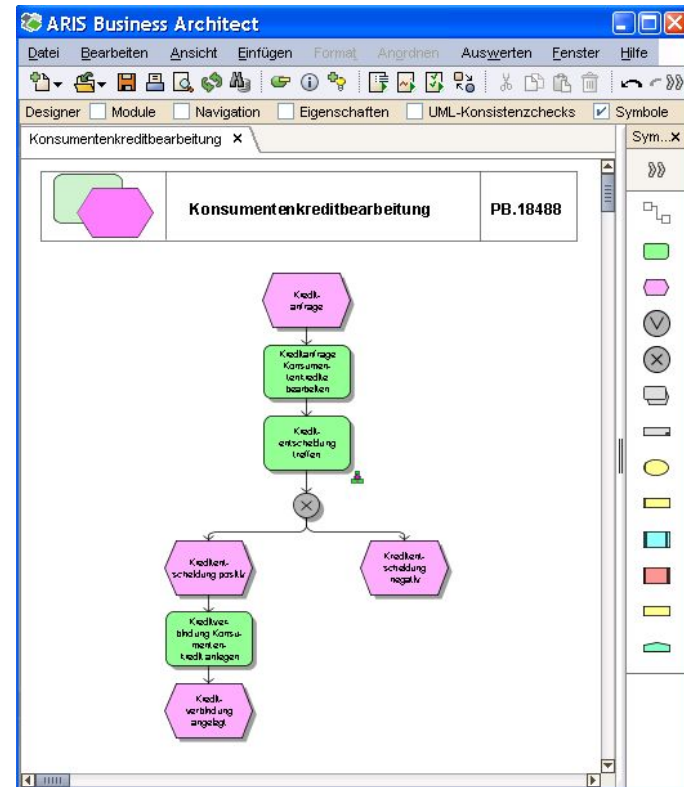 ARIS Business Architect
Datei Bearbeiten Ansicht Einfügen Format Anordnen Auswerten Fenster Hilfe
Designer Module Navigation Eigenschaften UML-Konsistenzchecks Symbole
Konsumentenkreditbearbeitung Sym...
Konsumentenkreditbearbeitung PB.18488
Kredit-
anfrage
Kreditanfrage
Konsumen-
tenkredite
bearbeiten
Kredit-
entscheidung
treffen
Kreditent-
scheidung positiv
Kreditent-
scheidung
negativ
Kreditver-
bindung Konsu-
menten-
kredit anlegen
Kredit-
verbindung
angelegt